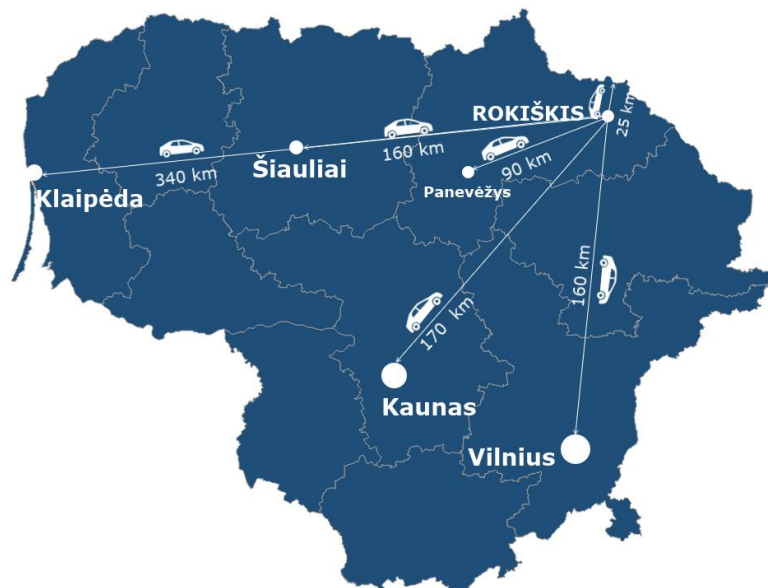 ROKIŠKIS
25 km
160 km
Šiauliai
90 km
340 km
Panevėžys
Klaipėda
160 km
170 km
Kaunas
Vilnius